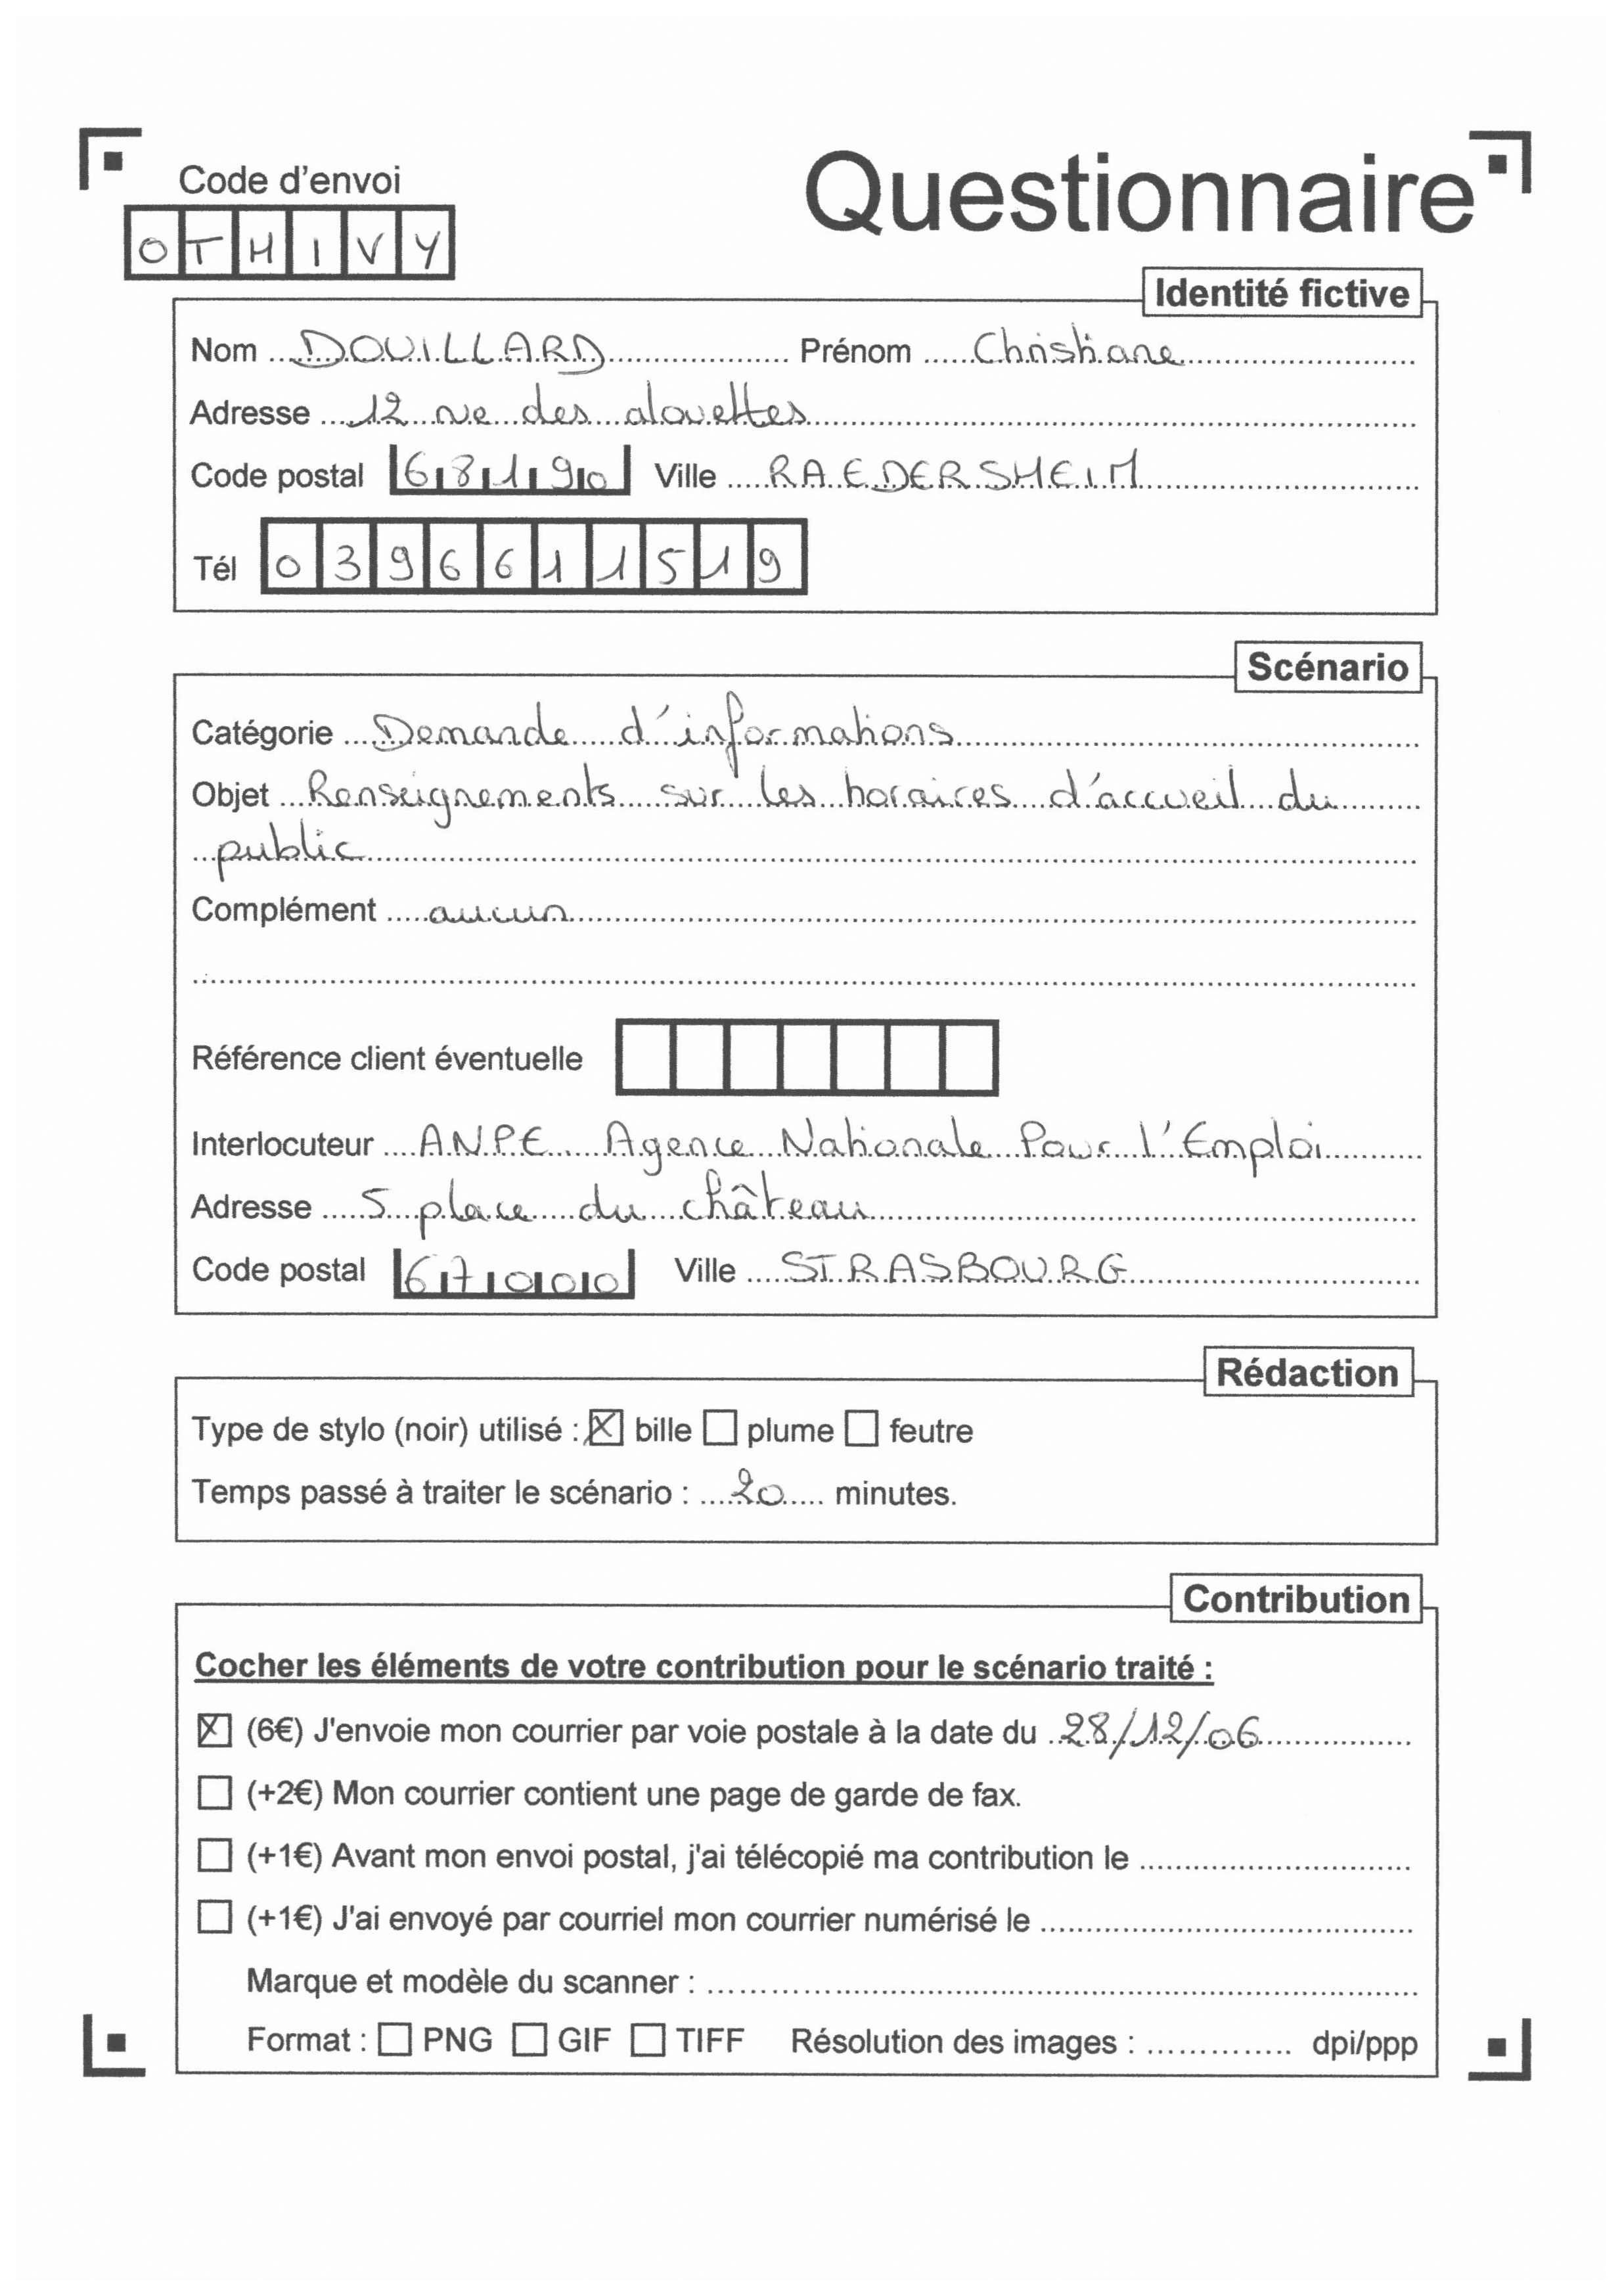 Code d'envoi
Questionnaire
OTHIVY
Identité fictive
Nom DOUILLARD Prénom Christiane
Adresse 12 rue des alouettes
Code postal 68190 Ville RAEDERSHEIM
Tél 0396611519
Scénario
Catégorie Demande d'informations
Objet Renseignements sur les horaires d'accueil du
public
Complément aucun
Référence client éventuelle
Interlocuteur ANPE Agence Nationale Pour l'Emploi
Adresse 5 place du château
Code postal 67000 Ville STRASBOURG
Rédaction
Type de stylo (noir) utilisé : ☒ bille ☐ plume ☐ feutre
Temps passé à traiter le scénario : 20 minutes.
Contribution
Cocher les éléments de votre contribution pour le scénario traité :
☒ (6€) J'envoie mon courrier par voie postale à la date du 28/12/06
☐ (+2€) Mon courrier contient une page de garde de fax.
☐ (+1€) Avant mon envoi postal, j'ai télécopié ma contribution le
☐ (+1€) J'ai envoyé par courriel mon courrier numérisé le
Marque et modèle du scanner :
Format : ☐ PNG ☐ GIF ☐ TIFF Résolution des images : dpi/ppp